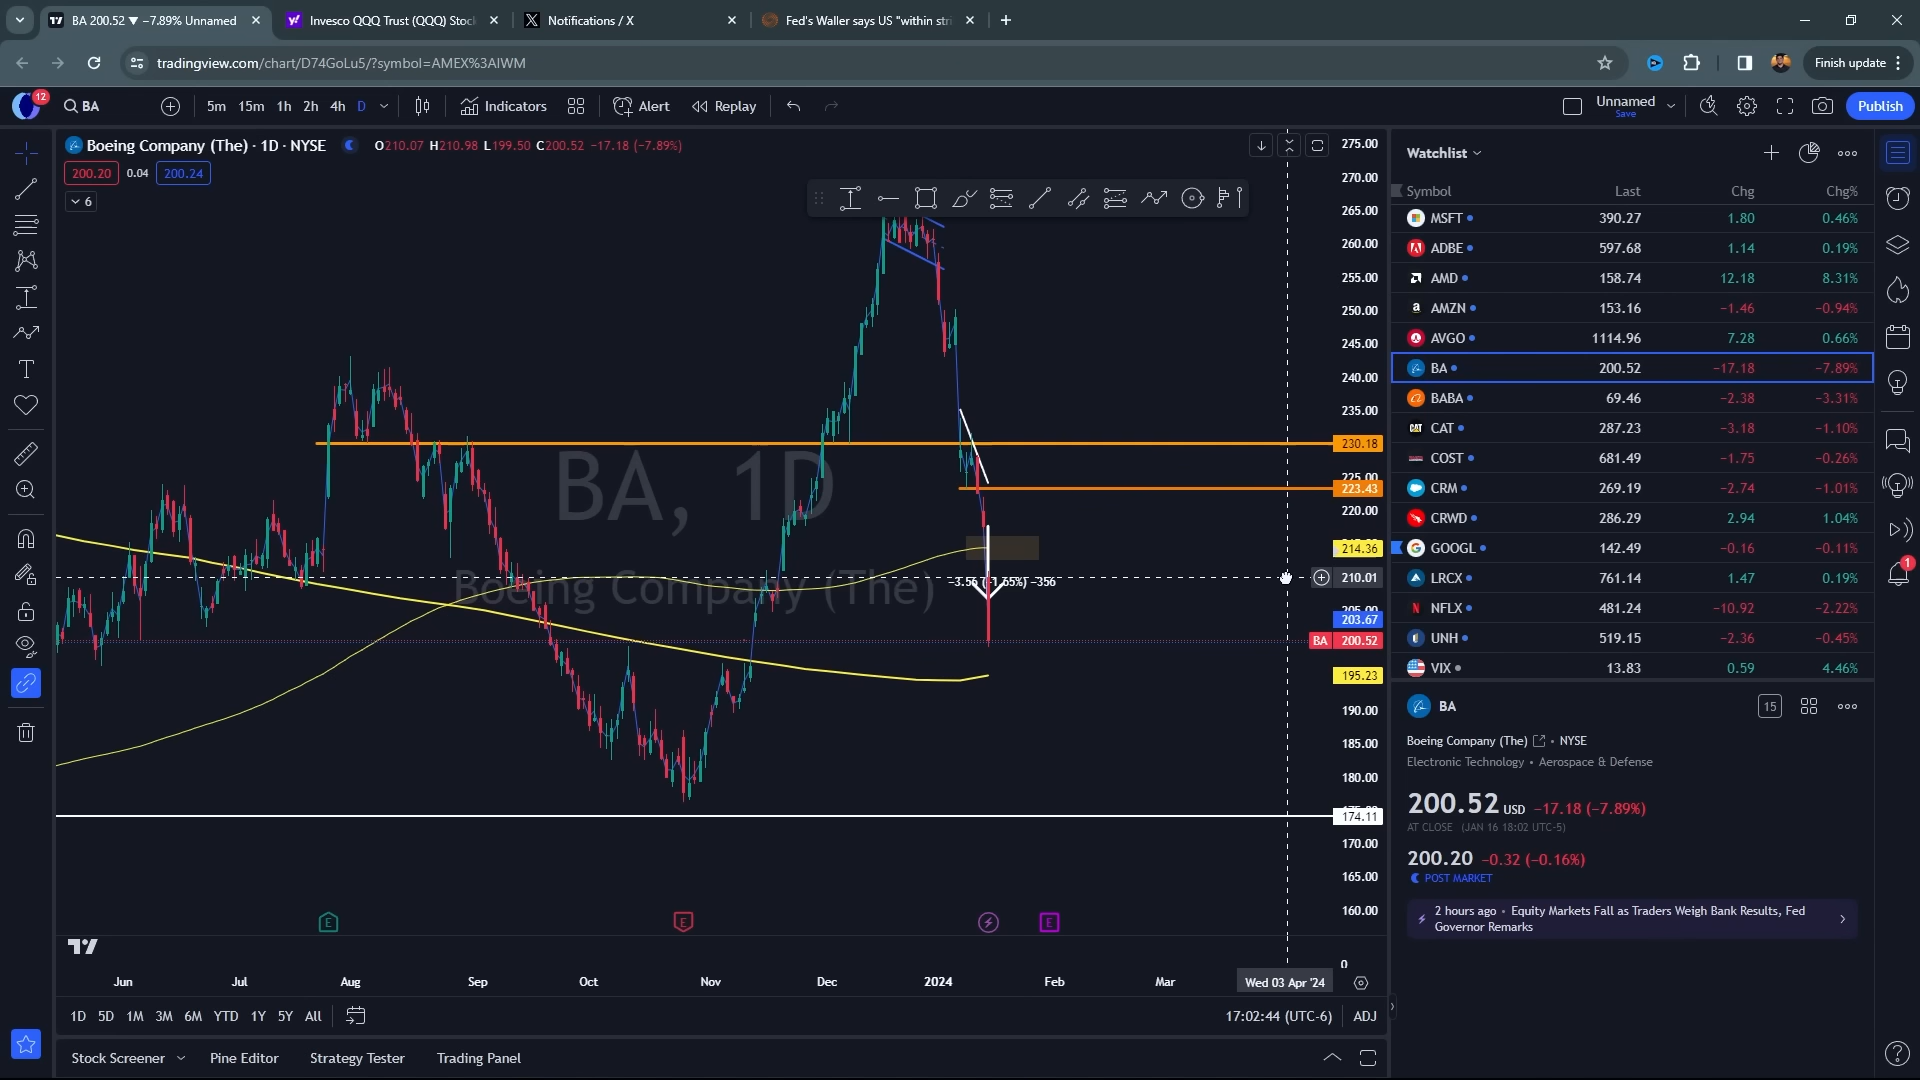 BA 200.52 ▼ −7.89% Unnamed
Invesco QQQ Trust (QQQ) Stock
Notifications / X
Fed's Waller says US "within stri
tradingview.com/chart/D74GoLu5/?symbol=AMEX%3AIWM
Finish update
12
BA
5m 15m 1h 2h 4h D
Indicators
Alert
Replay
Unnamed
Save
Publish
Boeing Company (The) · 1D · NYSE
O210.07 H210.98 L199.50 C200.52 −17.18 (−7.89%)
200.20 0.04 200.24
6
BA, 1D
Boeing Company (The)
−3.56 (−1.65%) −356
275.00
270.00
265.00
260.00
255.00
250.00
245.00
240.00
235.00
230.18
225.00
223.43
220.00
214.36
210.01
205.00
203.67
BA 200.52
195.23
190.00
185.00
180.00
174.11
170.00
165.00
160.00
0
E E E
Jun Jul Aug Sep Oct Nov Dec 2024 Feb Mar
Wed 03 Apr '24
1D 5D 1M 3M 6M YTD 1Y 5Y All
17:02:44 (UTC-6) ADJ
Stock Screener Pine Editor Strategy Tester Trading Panel
Watchlist
Symbol Last Chg Chg%
MSFT 390.27 1.80 0.46%
ADBE 597.68 1.14 0.19%
AMD 158.74 12.18 8.31%
AMZN 153.16 −1.46 −0.94%
AVGO 1114.96 7.28 0.66%
BA 200.52 −17.18 −7.89%
BABA 69.46 −2.38 −3.31%
CAT 287.23 −3.18 −1.10%
COST 681.49 −1.75 −0.26%
CRM 269.19 −2.74 −1.01%
CRWD 286.29 2.94 1.04%
GOOGL 142.49 −0.16 −0.11%
LRCX 761.14 1.47 0.19%
NFLX 481.24 −10.92 −2.22%
UNH 519.15 −2.36 −0.45%
VIX 13.83 0.59 4.46%
1
BA
15
Boeing Company (The) • NYSE
Electronic Technology • Aerospace & Defense
200.52 USD −17.18 (−7.89%)
AT CLOSE (JAN 16 18:02 UTC-5)
200.20 −0.32 (−0.16%)
POST MARKET
2 hours ago • Equity Markets Fall as Traders Weigh Bank Results, Fed
Governor Remarks